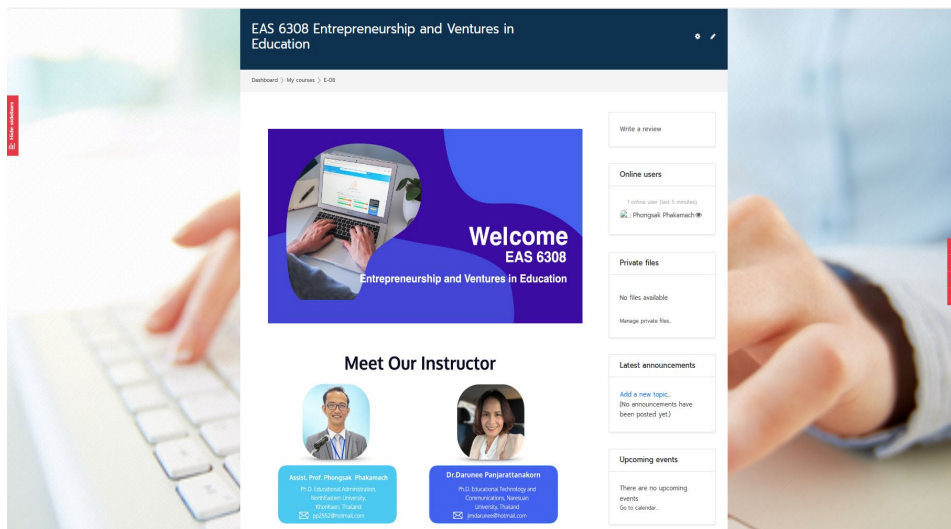 EAS 6308 Entrepreneurship and Ventures in
Education
Dashboard > My courses > E-08
Hide sidebars
Welcome
EAS 6308
Entrepreneurship and Ventures in Education
Meet Our Instructor
Assist. Prof. Phongsak Phakamach
Ph.D. Educational Administration,
NorthEastern University,
KhonKaen, Thailand
pp2552@hotmail.com
Dr.Darunee Panjarattanakorn
Ph.D. Educational Technology and
Communications, Naresuan
University, Thailand
jimdarunee@hotmail.com
Write a review
Online users
1 online user (last 5 minutes)
Phongsak Phakamach
Private files
No files available
Manage private files...
Latest announcements
Add a new topic...
(No announcements have
been posted yet.)
Upcoming events
There are no upcoming
events
Go to calendar...